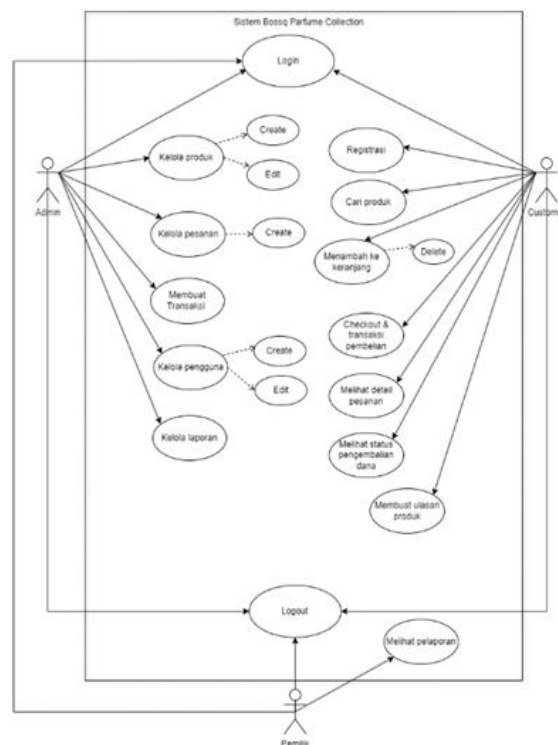 Sistem Bossq Parfume Collection
Login
Create
Kelola produk
Edit
Registrasi
Cari produk
Admin
Custom
Kelola pesanan
Create
Menambah ke
keranjang
Delete
Membuat
Transaksi
Checkout &
transaksi
pembelian
Kelola pengguna
Create
Edit
Melihat detail
pesanan
Kelola laporan
Melihat status
pengembalian
dana
Membuat ulasan
produk
Logout
Melihat pelaporan
Pemilik